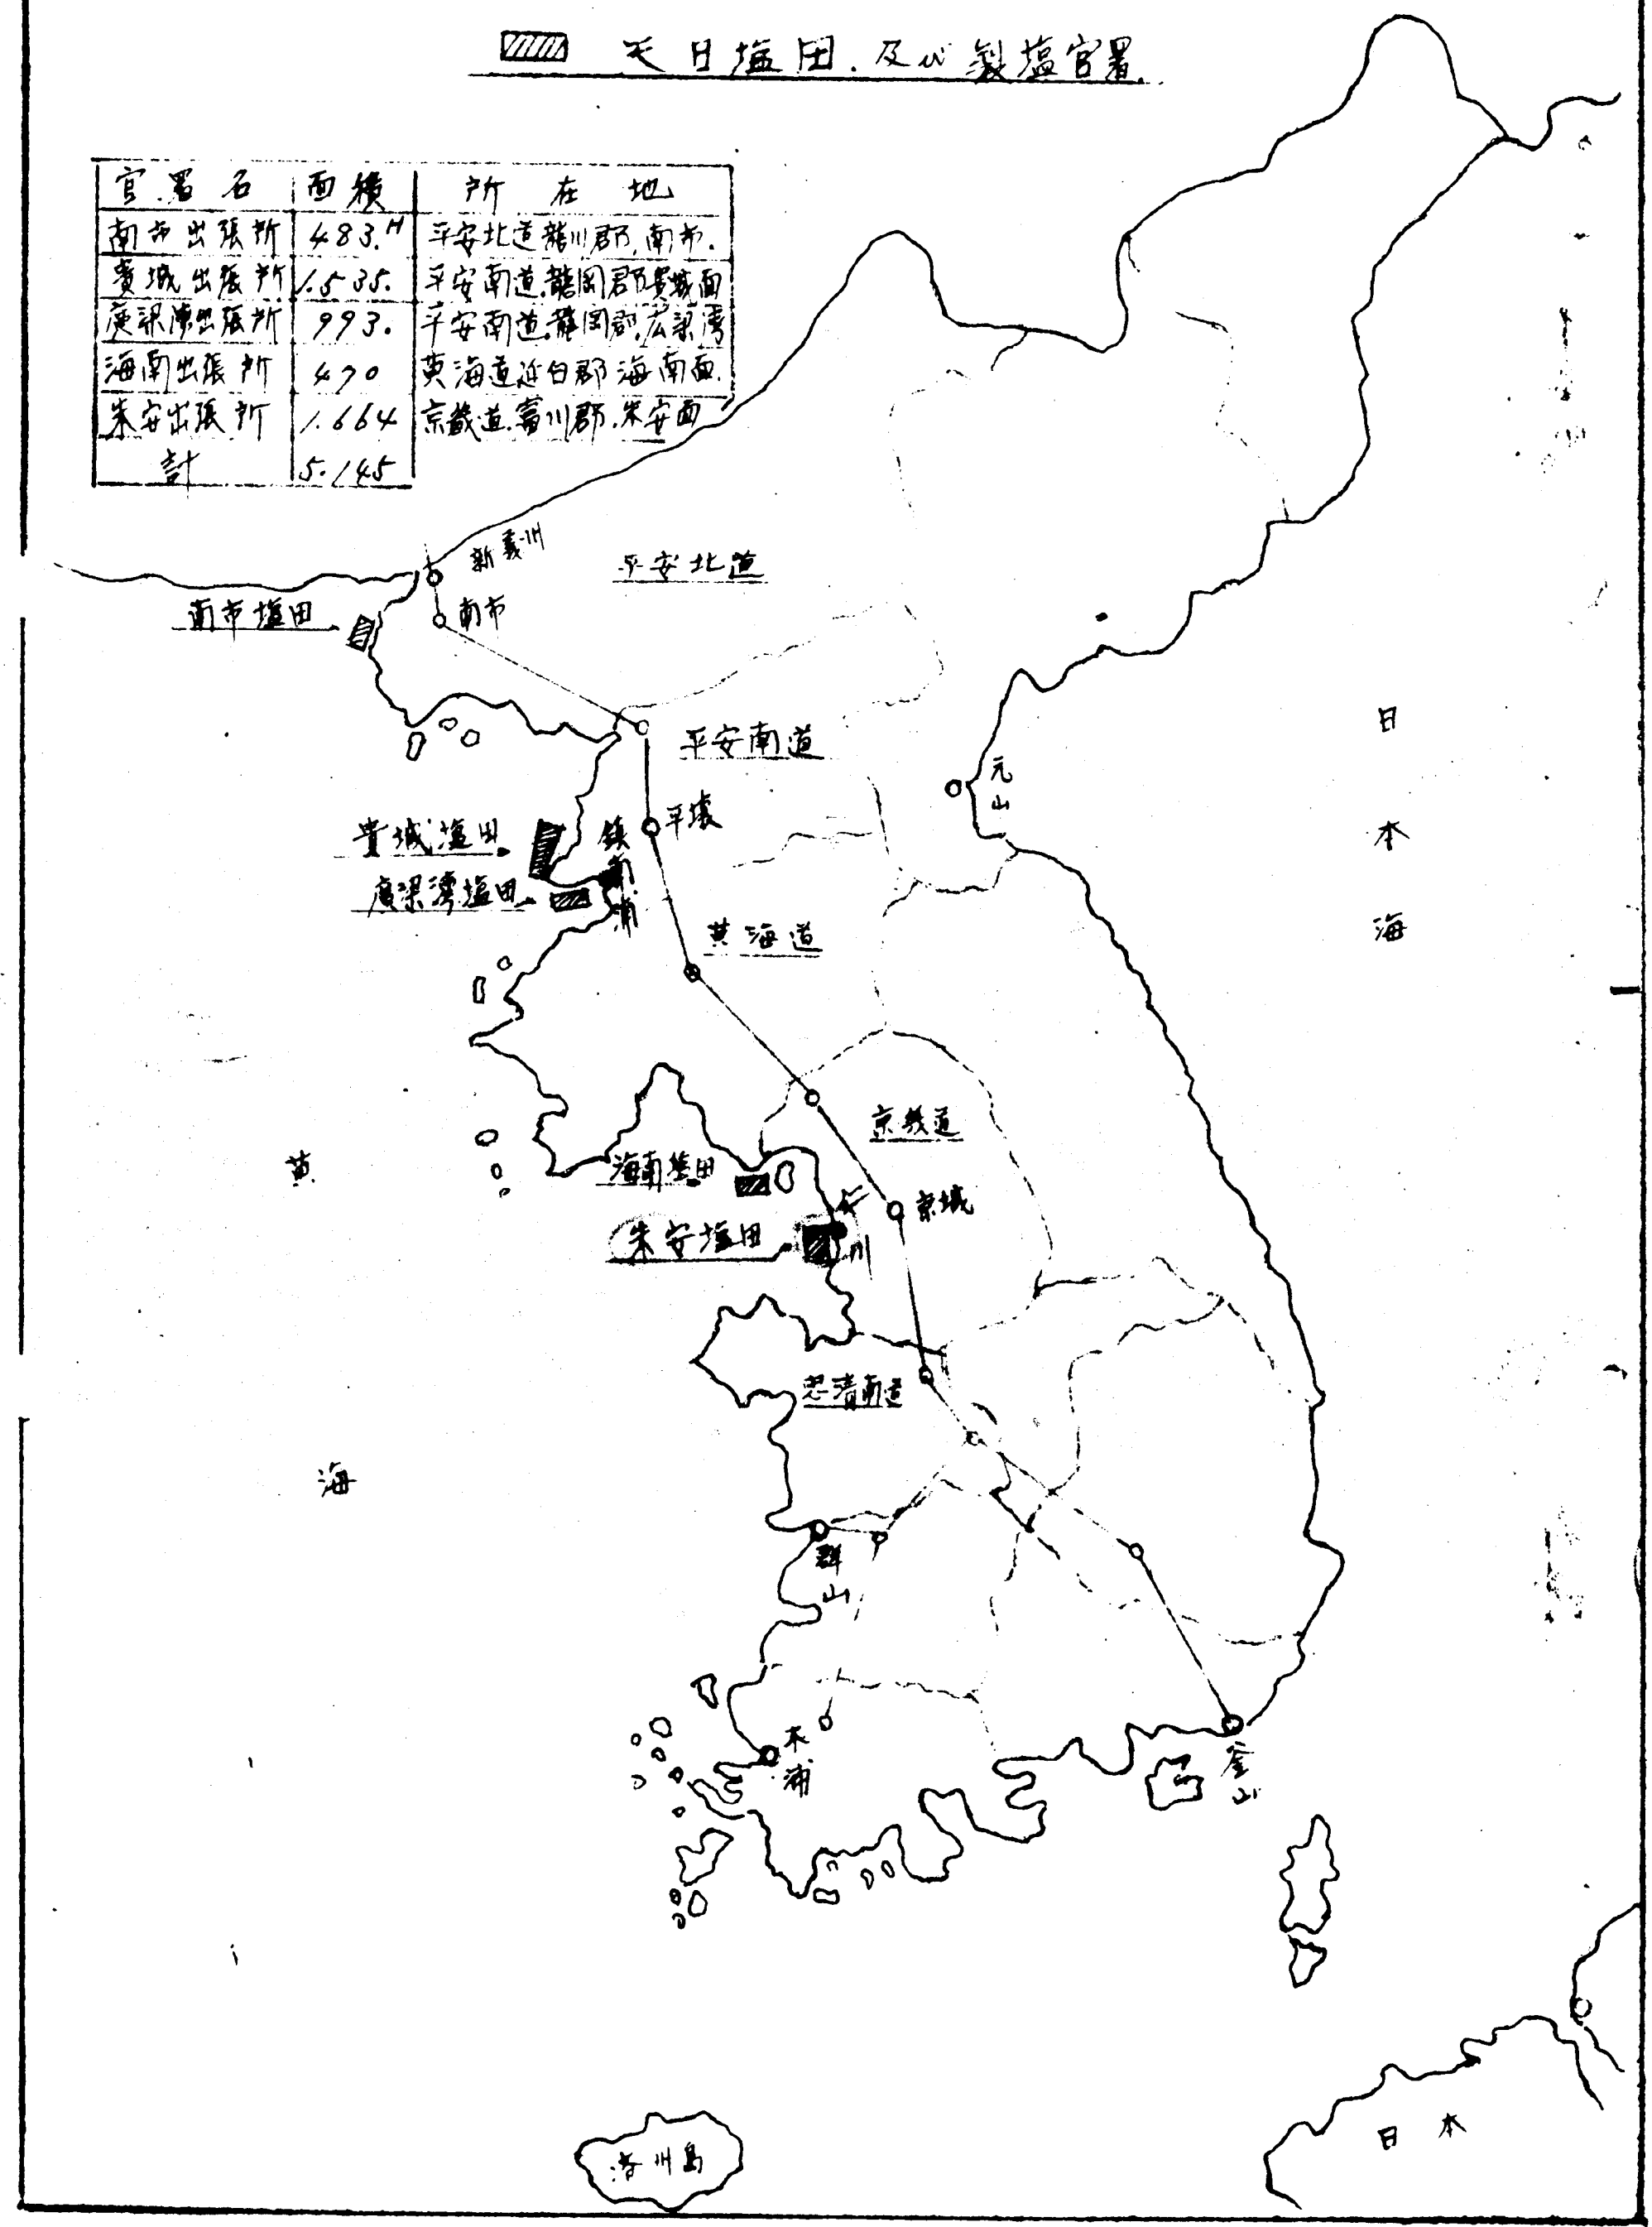 天日塩田.及び製塩官署.
官署名 面積 所在地
南市出張所 483.H 平安北道龍川郡,南市.
貴城出張所 1.535. 平安南道.龍岡郡貴城面
廣梁湾出張所 993. 平安南道.龍岡郡.広梁湾
海南出張所 470 黄海道延白郡海南面.
朱安出張所 1.664 京畿道.富川郡.朱安面
計 5.145
新義州
平安北道
南市塩田
南市
平安南道
日本海
元山
平壌
貴城塩田
鎮南浦
廣梁湾塩田
黄海道
京畿道
黄海
海南塩田
京城
朱安塩田
仁川
忠清南道
群山
木浦
釜山
日本
済州島